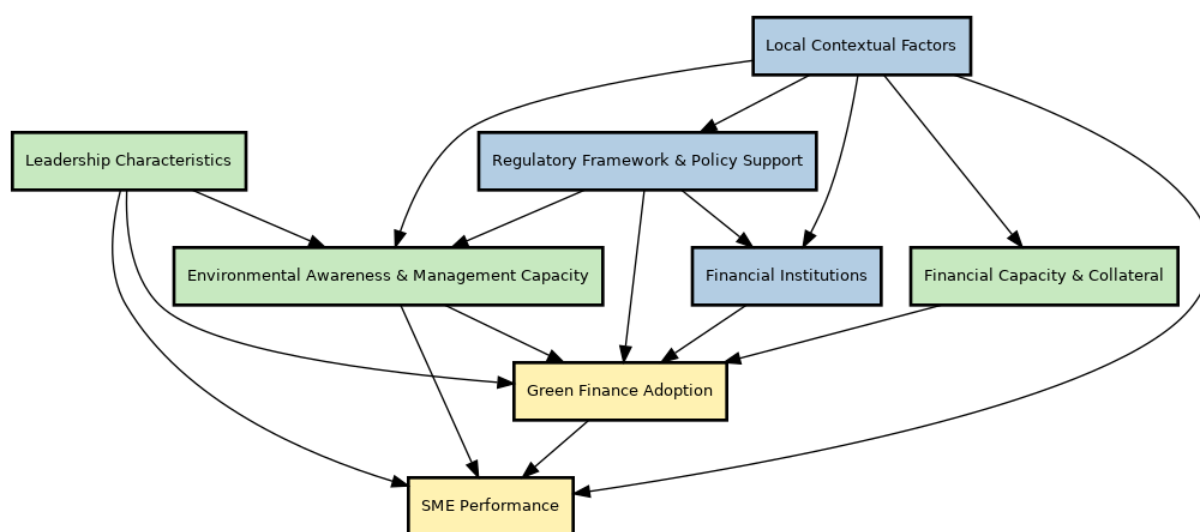 Local Contextual Factors
Leadership Characteristics
Regulatory Framework & Policy Support
Environmental Awareness & Management Capacity
Financial Institutions
Financial Capacity & Collateral
Green Finance Adoption
SME Performance